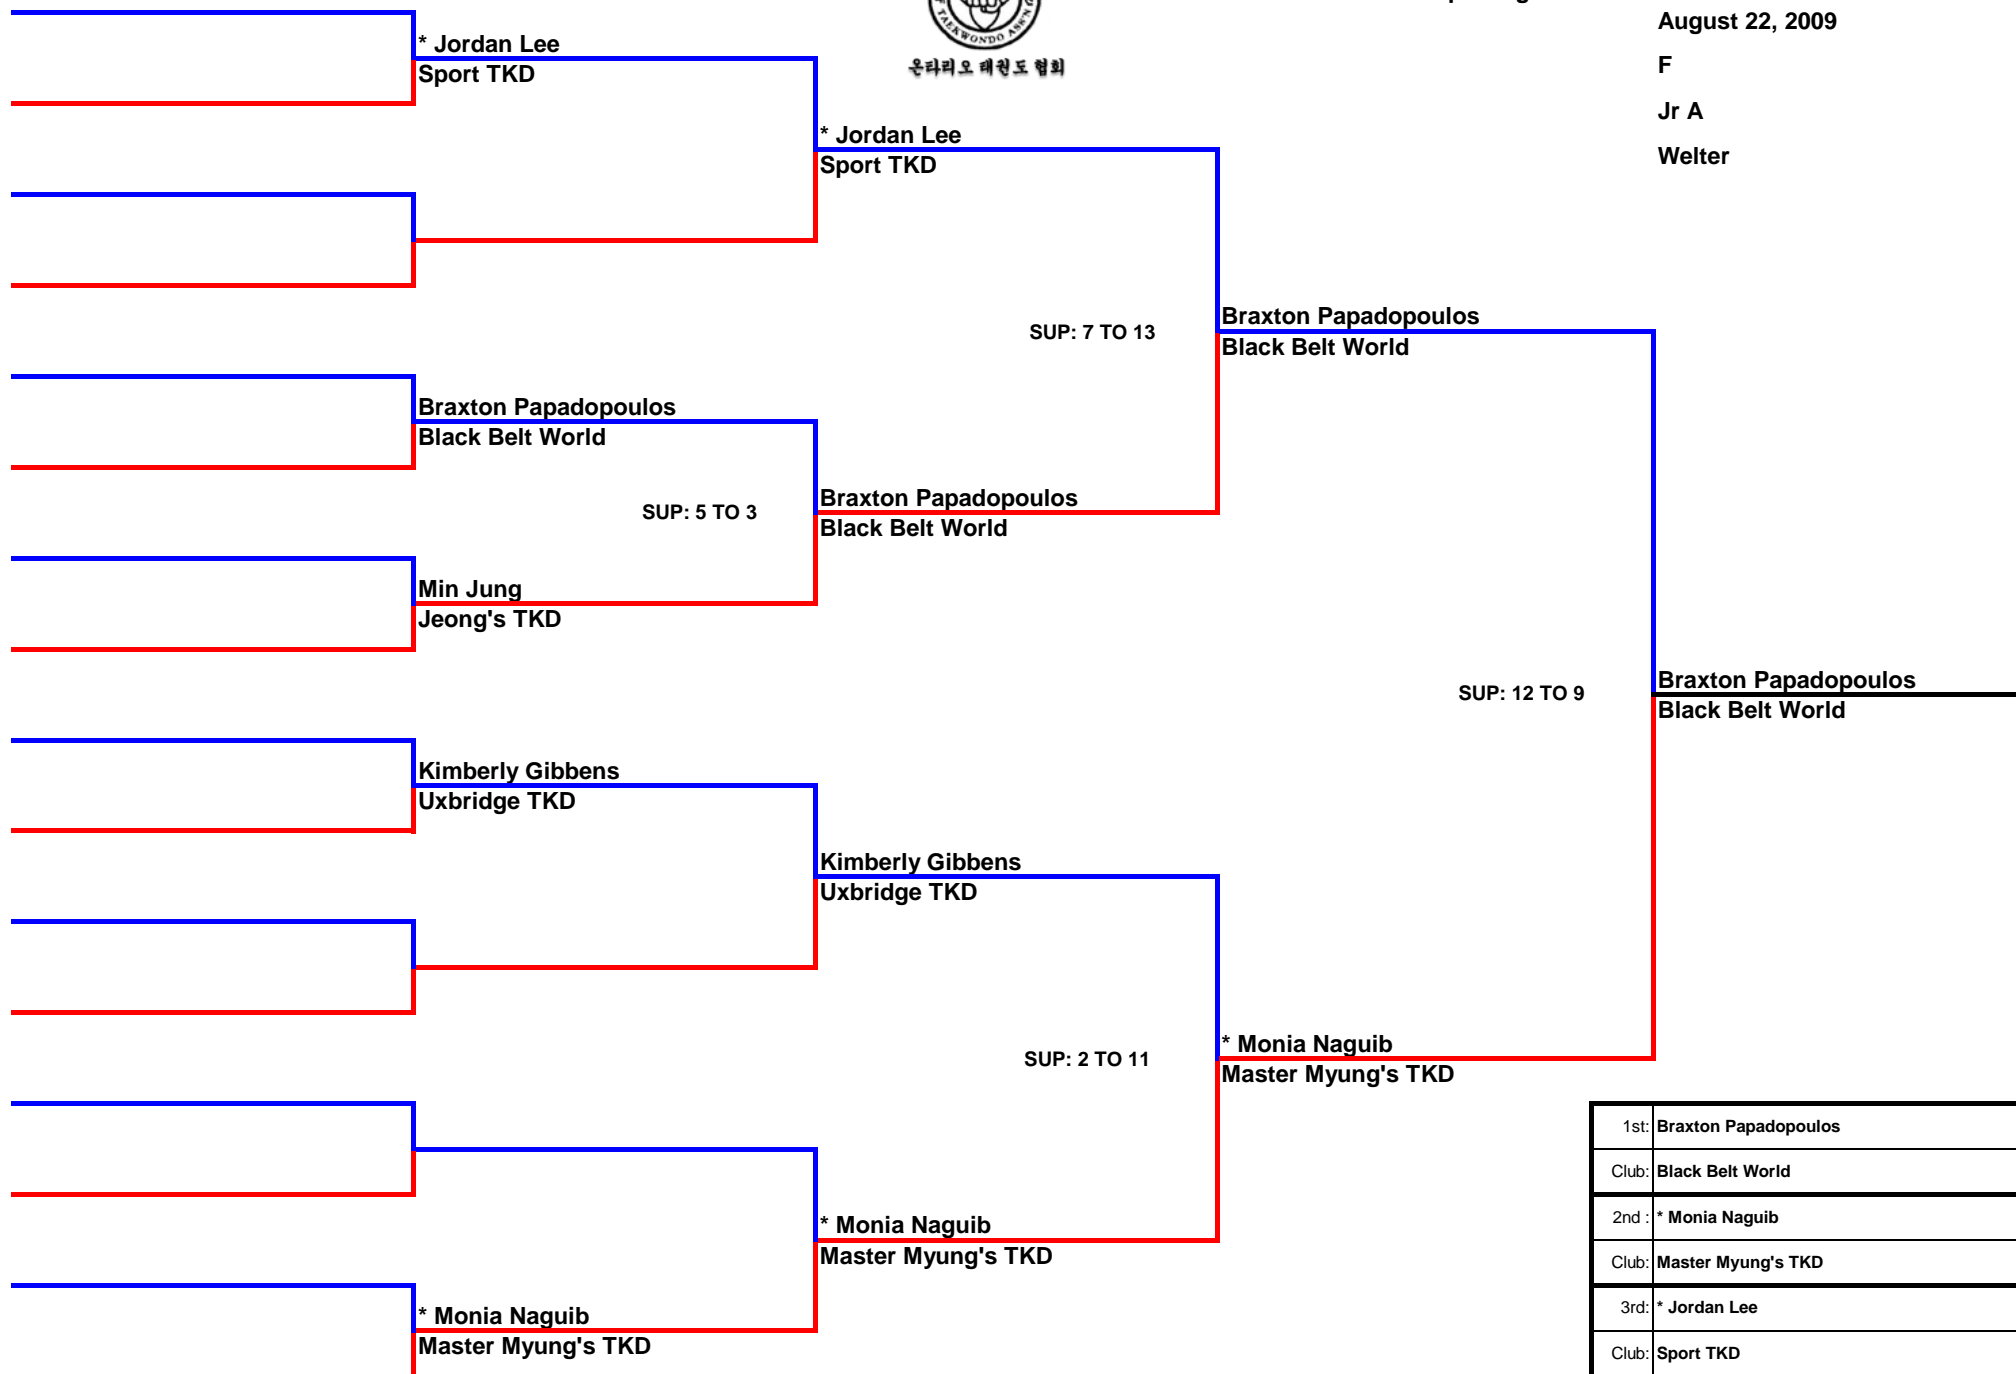 TAEKWONDO ASS'N
온타리오 태권도 협회
August 22, 2009
F
Jr A
Welter
* Jordan Lee
Sport TKD
* Jordan Lee
Sport TKD
SUP: 7 TO 13
Braxton Papadopoulos
Black Belt World
Braxton Papadopoulos
Black Belt World
SUP: 5 TO 3
Braxton Papadopoulos
Black Belt World
Min Jung
Jeong's TKD
SUP: 12 TO 9
Braxton Papadopoulos
Black Belt World
Kimberly Gibbens
Uxbridge TKD
Kimberly Gibbens
Uxbridge TKD
SUP: 2 TO 11
* Monia Naguib
Master Myung's TKD
* Monia Naguib
Master Myung's TKD
* Monia Naguib
Master Myung's TKD
1st: Braxton Papadopoulos
Club: Black Belt World
2nd : * Monia Naguib
Club: Master Myung's TKD
3rd: * Jordan Lee
Club: Sport TKD